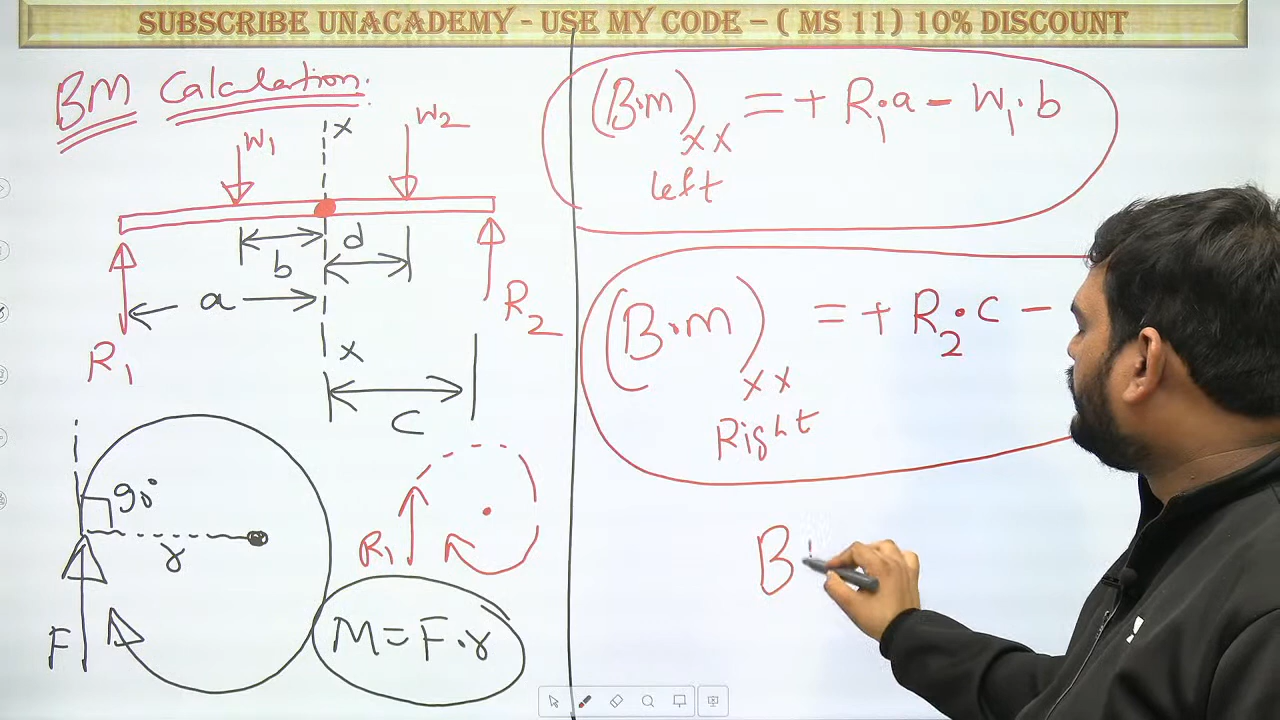 SUBSCRIBE UNACADEMY - USE MY CODE – ( MS 11) 10% DISCOUNT
BM Calculation.
x
W1
W2
b
d
a
R1
R2
x
c
90°
r
F
R1
M = F·r
(B·M)xx = + R1·a - W1·b
left
(B·M)xx = + R2·c -
Right
B